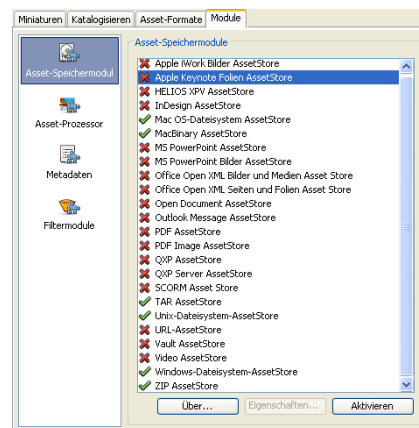 Miniaturen Katalogisieren Asset-Formate Module
Asset-Speichermodule
Asset-Speichermodul
Asset-Prozessor
Metadaten
Filtermodule
Apple iWork Bilder AssetStore
Apple Keynote Folien AssetStore
HELIOS XPV AssetStore
InDesign AssetStore
Mac OS-Dateisystem AssetStore
MacBinary AssetStore
MS PowerPoint AssetStore
MS PowerPoint Bilder AssetStore
Office Open XML Bilder und Medien Asset Store
Office Open XML Seiten und Folien Asset Store
Open Document AssetStore
Outlook Message AssetStore
PDF AssetStore
PDF Image AssetStore
QXP AssetStore
QXP Server AssetStore
SCORM Asset Store
TAR AssetStore
Unix-Dateisystem-AssetStore
URL-AssetStore
Vault AssetStore
Video AssetStore
Windows-Dateisystem-AssetStore
ZIP AssetStore
Über... Eigenschaften... Aktivieren